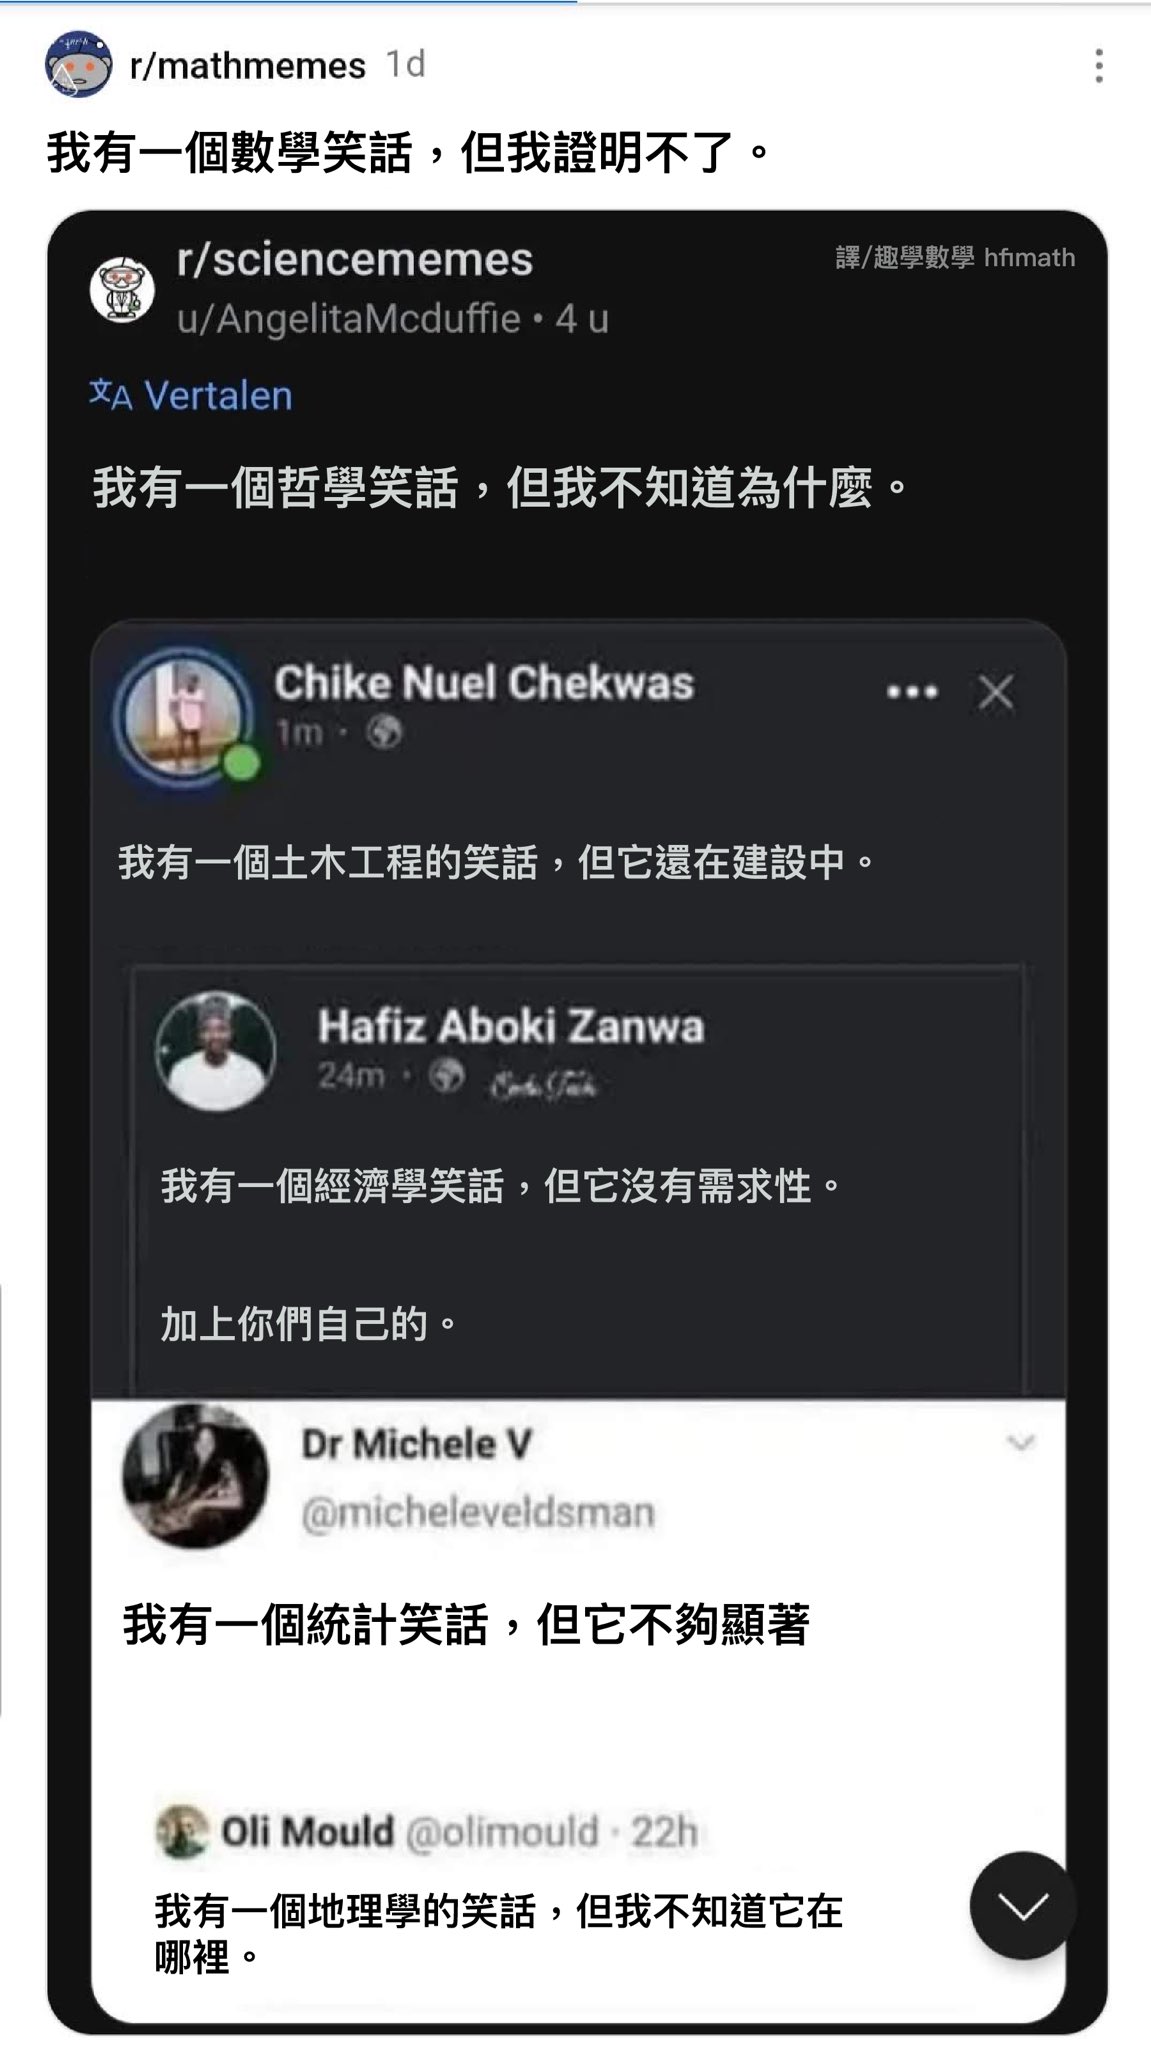 r/mathmemes 1d
我有一個數學笑話，但我證明不了。
r/sciencememes
譯/趣學數學 hfimath
u/AngelitaMcduffie • 4 u
文A Vertalen
我有一個哲學笑話，但我不知道為什麼。
Chike Nuel Chekwas
1m ·
我有一個土木工程的笑話，但它還在建設中。
Hafiz Aboki Zanwa
24m ·
我有一個經濟學笑話，但它沒有需求性。
加上你們自己的。
Dr Michele V
@micheleveldsman
我有一個統計笑話，但它不夠顯著
Oli Mould @olimould · 22h
我有一個地理學的笑話，但我不知道它在
哪裡。